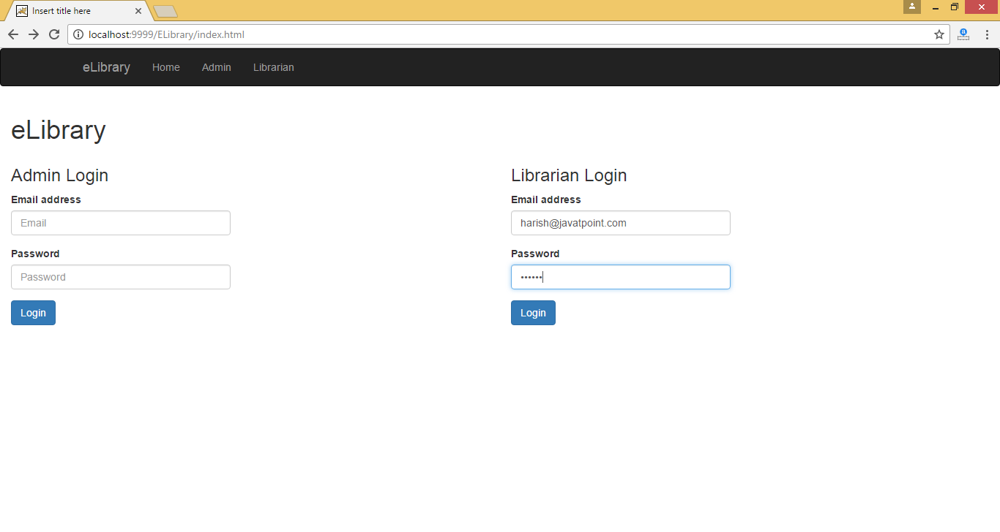 Insert title here
localhost:9999/ELibrary/index.html
eLibrary Home Admin Librarian
eLibrary
Admin Login
Email address
Email
Password
Password
Login
Librarian Login
Email address
harish@javatpoint.com
Password
••••••
Login